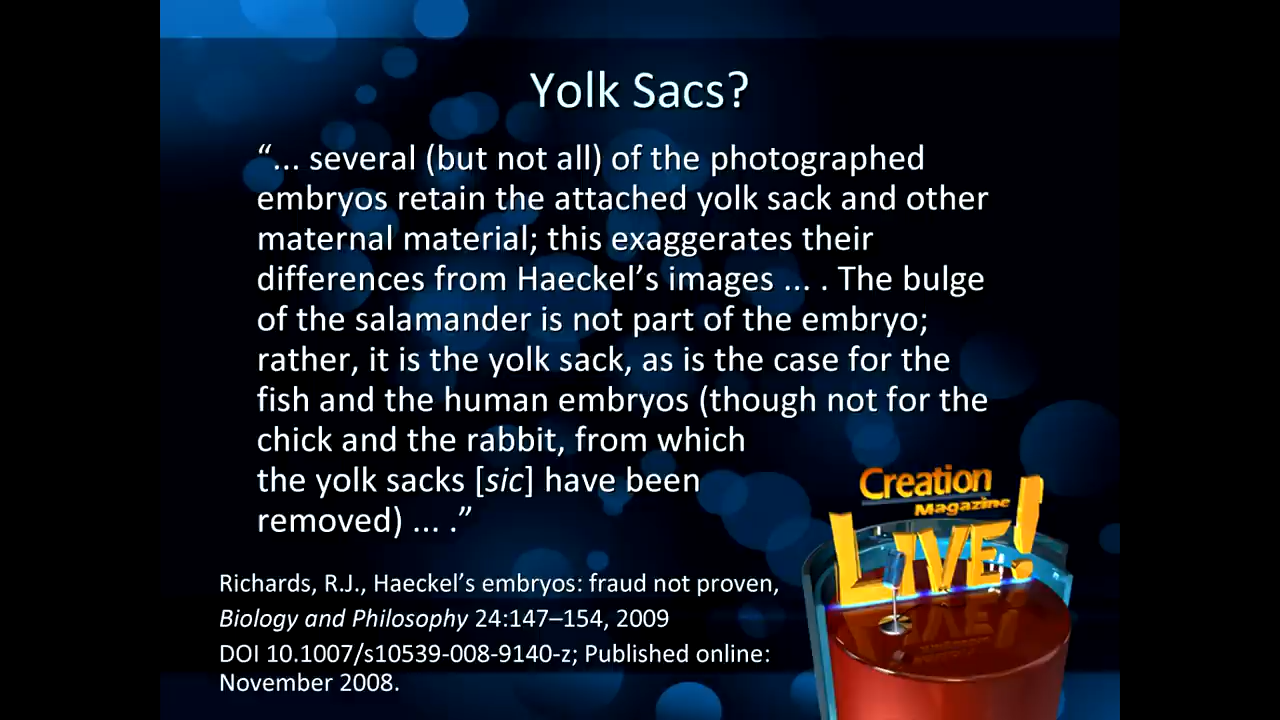 Yolk Sacs?
“... several (but not all) of the photographed
embryos retain the attached yolk sack and other
maternal material; this exaggerates their
differences from Haeckel’s images ... . The bulge
of the salamander is not part of the embryo;
rather, it is the yolk sack, as is the case for the
fish and the human embryos (though not for the
chick and the rabbit, from which
the yolk sacks [sic] have been
removed) ... .”
Creation
Magazine
LIVE!
Richards, R.J., Haeckel’s embryos: fraud not proven,
Biology and Philosophy 24:147–154, 2009
DOI 10.1007/s10539-008-9140-z; Published online:
November 2008.